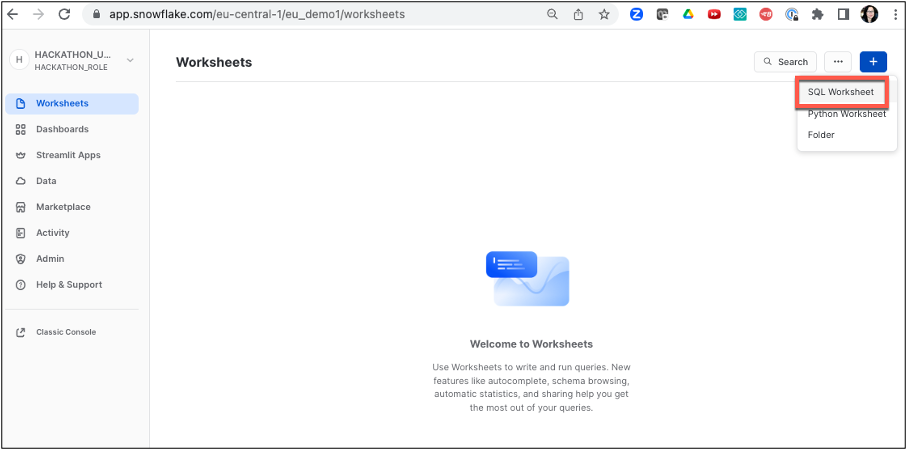 app.snowflake.com/eu-central-1/eu_demo1/worksheets
H
HACKATHON_U...
HACKATHON_ROLE
Worksheets
Dashboards
Streamlit Apps
Data
Marketplace
Activity
Admin
Help & Support
Classic Console
Worksheets
Search
...
+
SQL Worksheet
Python Worksheet
Folder
Welcome to Worksheets
Use Worksheets to write and run queries. New
features like autocomplete, schema browsing,
automatic statistics, and sharing help you get
the most out of your queries.